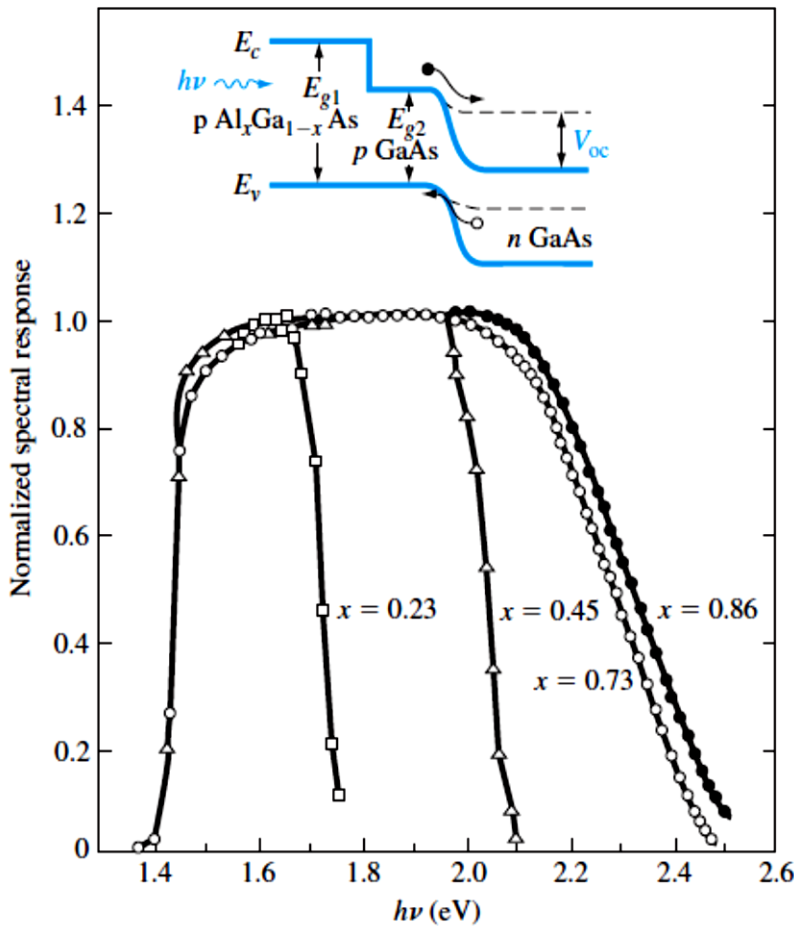 E_c
hν
E_g1
p Al_xGa_{1−x}As
E_g2
p GaAs
V_oc
E_v
n GaAs
Normalized spectral response
1.4
1.2
1.0
0.8
0.6
0.4
0.2
0
x = 0.23
x = 0.45
x = 0.86
x = 0.73
1.4 1.6 1.8 2.0 2.2 2.4 2.6
hν (eV)